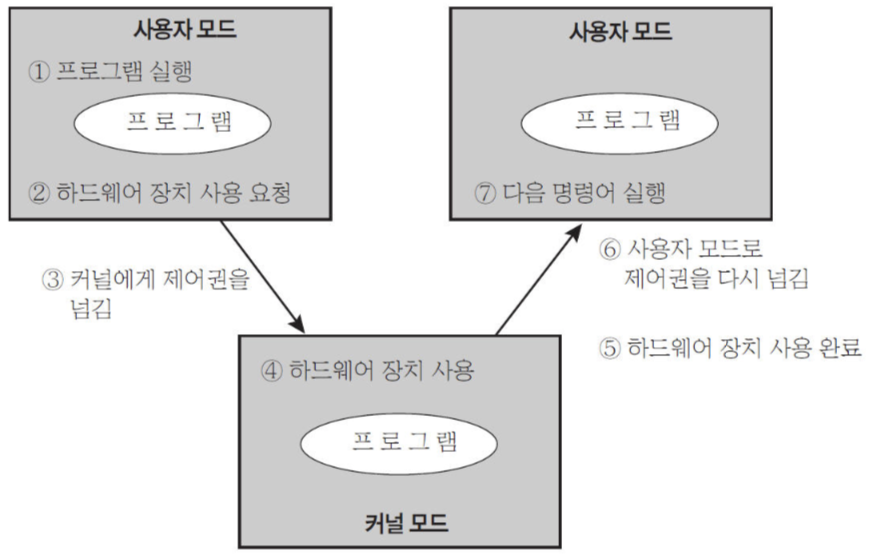 사용자 모드
① 프로그램 실행
프 로 그 램
② 하드웨어 장치 사용 요청
사용자 모드
프 로 그 램
⑦ 다음 명령어 실행
③ 커널에게 제어권을
넘김
⑥ 사용자 모드로
제어권을 다시 넘김
⑤ 하드웨어 장치 사용 완료
④ 하드웨어 장치 사용
프 로 그 램
커널 모드